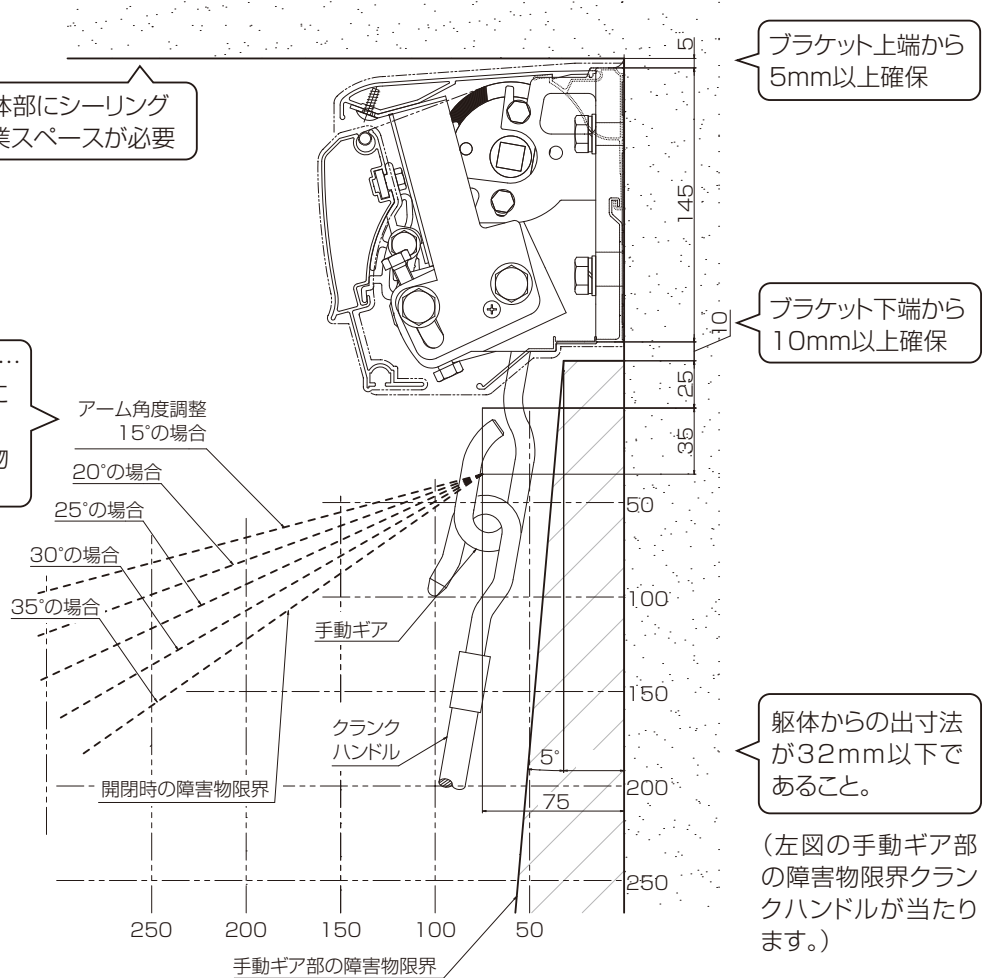 5
ブラケット上端から
5mm以上確保
体部にシーリング
業スペースが必要
145
10
ブラケット下端から
10mm以上確保
…
に
物
25
35
アーム角度調整
15°の場合
20°の場合
25°の場合
30°の場合
35°の場合
50
100
150
200
250
手動ギア
クランク
ハンドル
開閉時の障害物限界
5°
75
250
200
150
100
50
手動ギア部の障害物限界
躯体からの出寸法
が32mm以下で
あること。
（左図の手動ギア部
の障害物限界クラン
クハンドルが当たり
ます。）